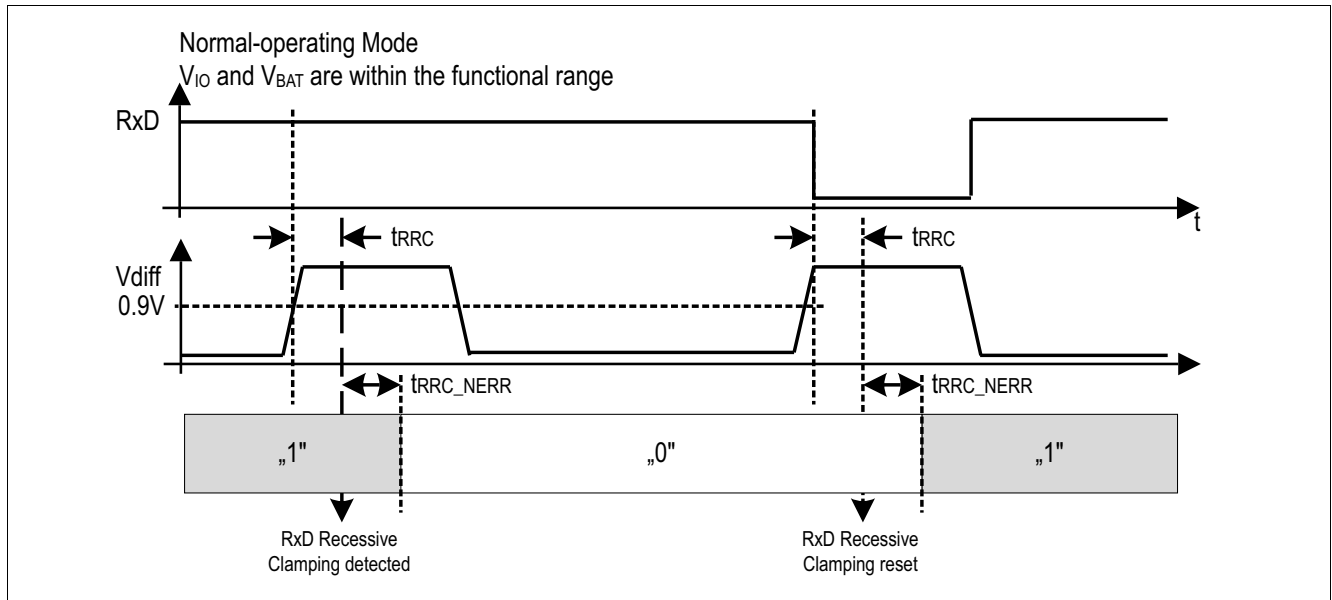 Normal-operating Mode
VIO and VBAT are within the functional range
RxD
t
tRRC
tRRC
Vdiff
0.9V
tRRC_NERR
tRRC_NERR
„1"
„0"
„1"
RxD Recessive
Clamping detected
RxD Recessive
Clamping reset